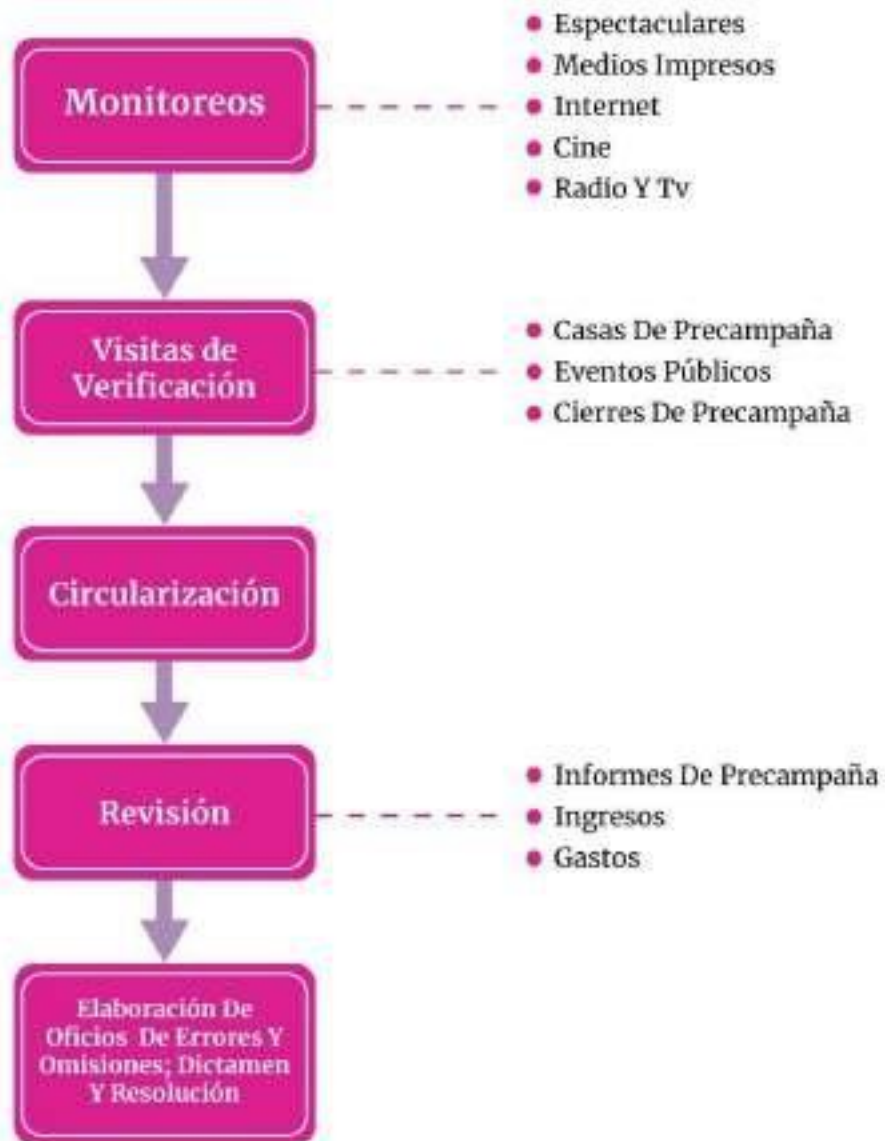 Monitoreos
Espectaculares
Medios Impresos
Internet
Cine
Radio Y Tv
Visitas de
Verificación
Casas De Precampaña
Eventos Públicos
Cierres De Precampaña
Circularización
Revisión
Informes De Precampaña
Ingresos
Gastos
Elaboración De
Oficios De Errores Y
Omisiones; Dictamen
Y Resolución